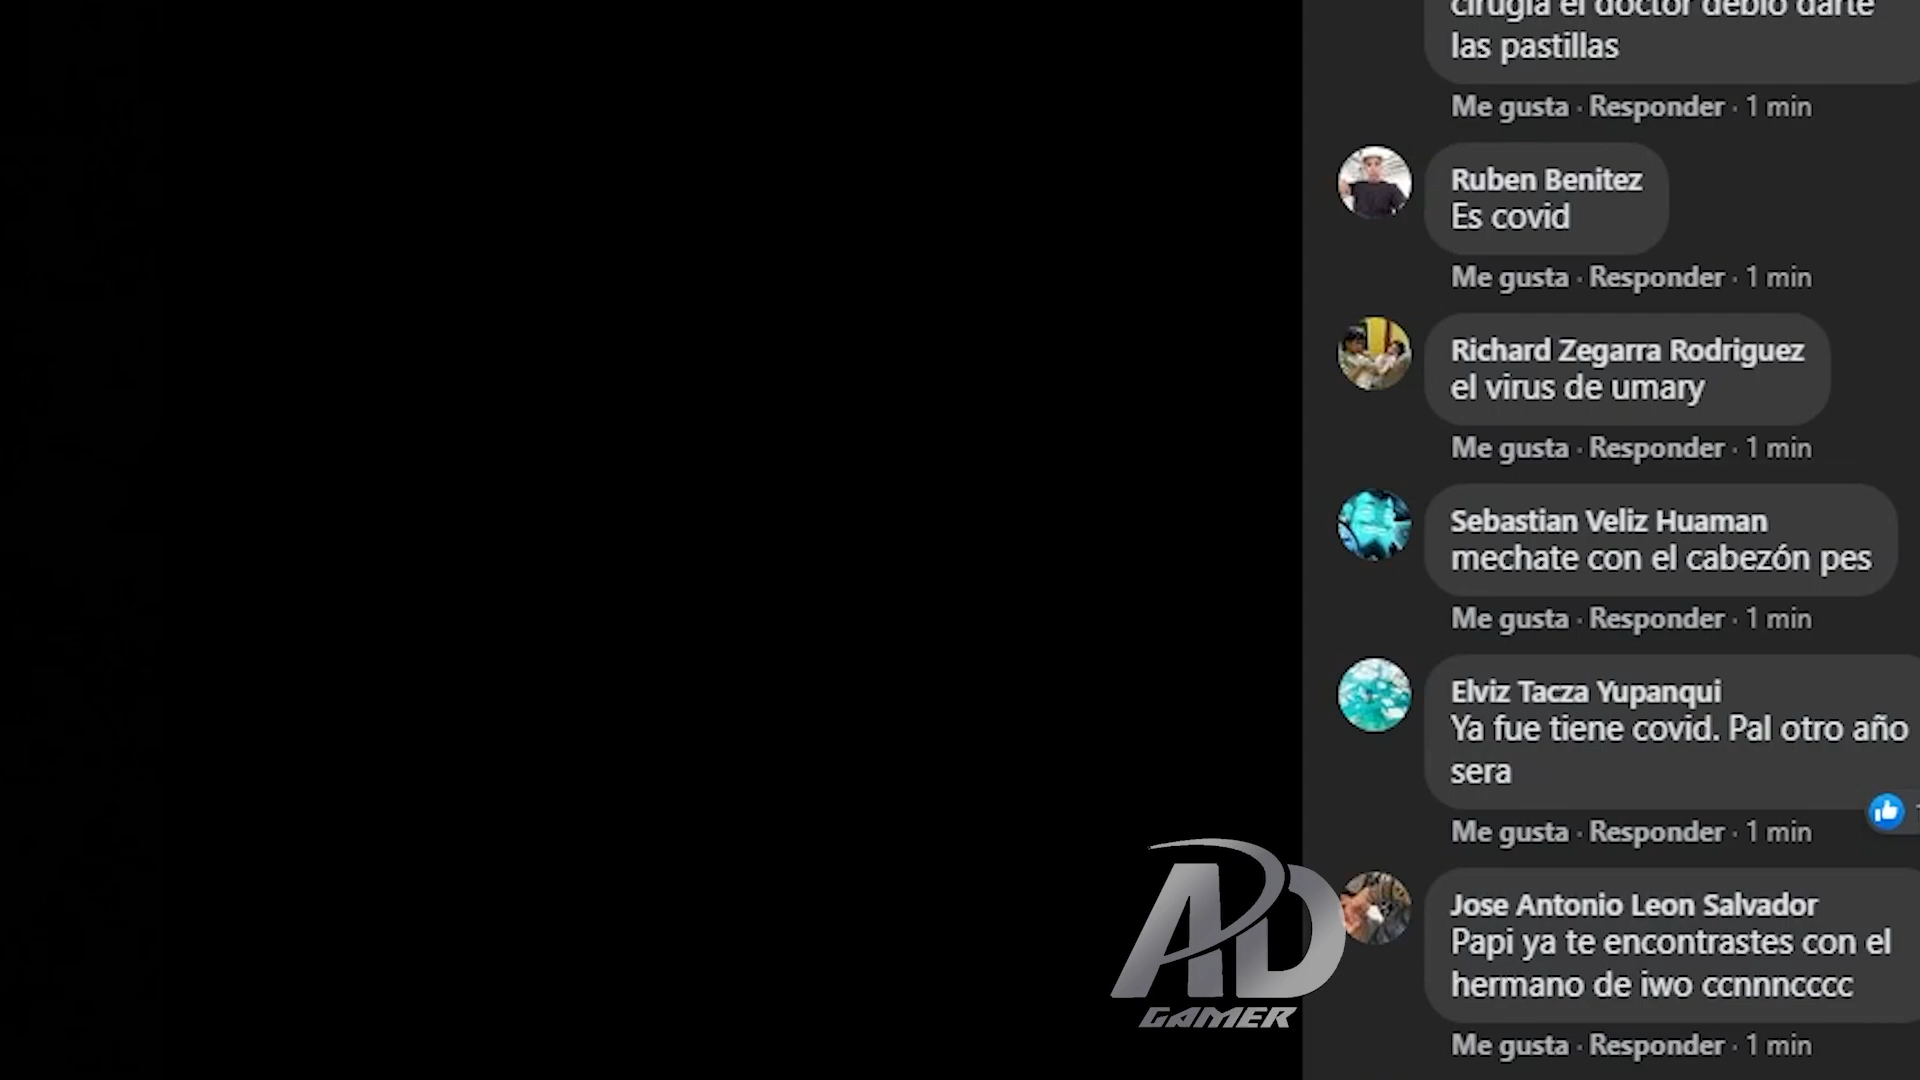 cirugia el doctor debio darte
las pastillas
Me gusta · Responder · 1 min
Ruben Benitez
Es covid
Me gusta · Responder · 1 min
Richard Zegarra Rodriguez
el virus de umary
Me gusta · Responder · 1 min
Sebastian Veliz Huaman
mechate con el cabezón pes
Me gusta · Responder · 1 min
Elviz Tacza Yupanqui
Ya fue tiene covid. Pal otro año
sera
Me gusta · Responder · 1 min
Jose Antonio Leon Salvador
Papi ya te encontrastes con el
hermano de iwo ccnnncccc
Me gusta · Responder · 1 min
AD
GAMER